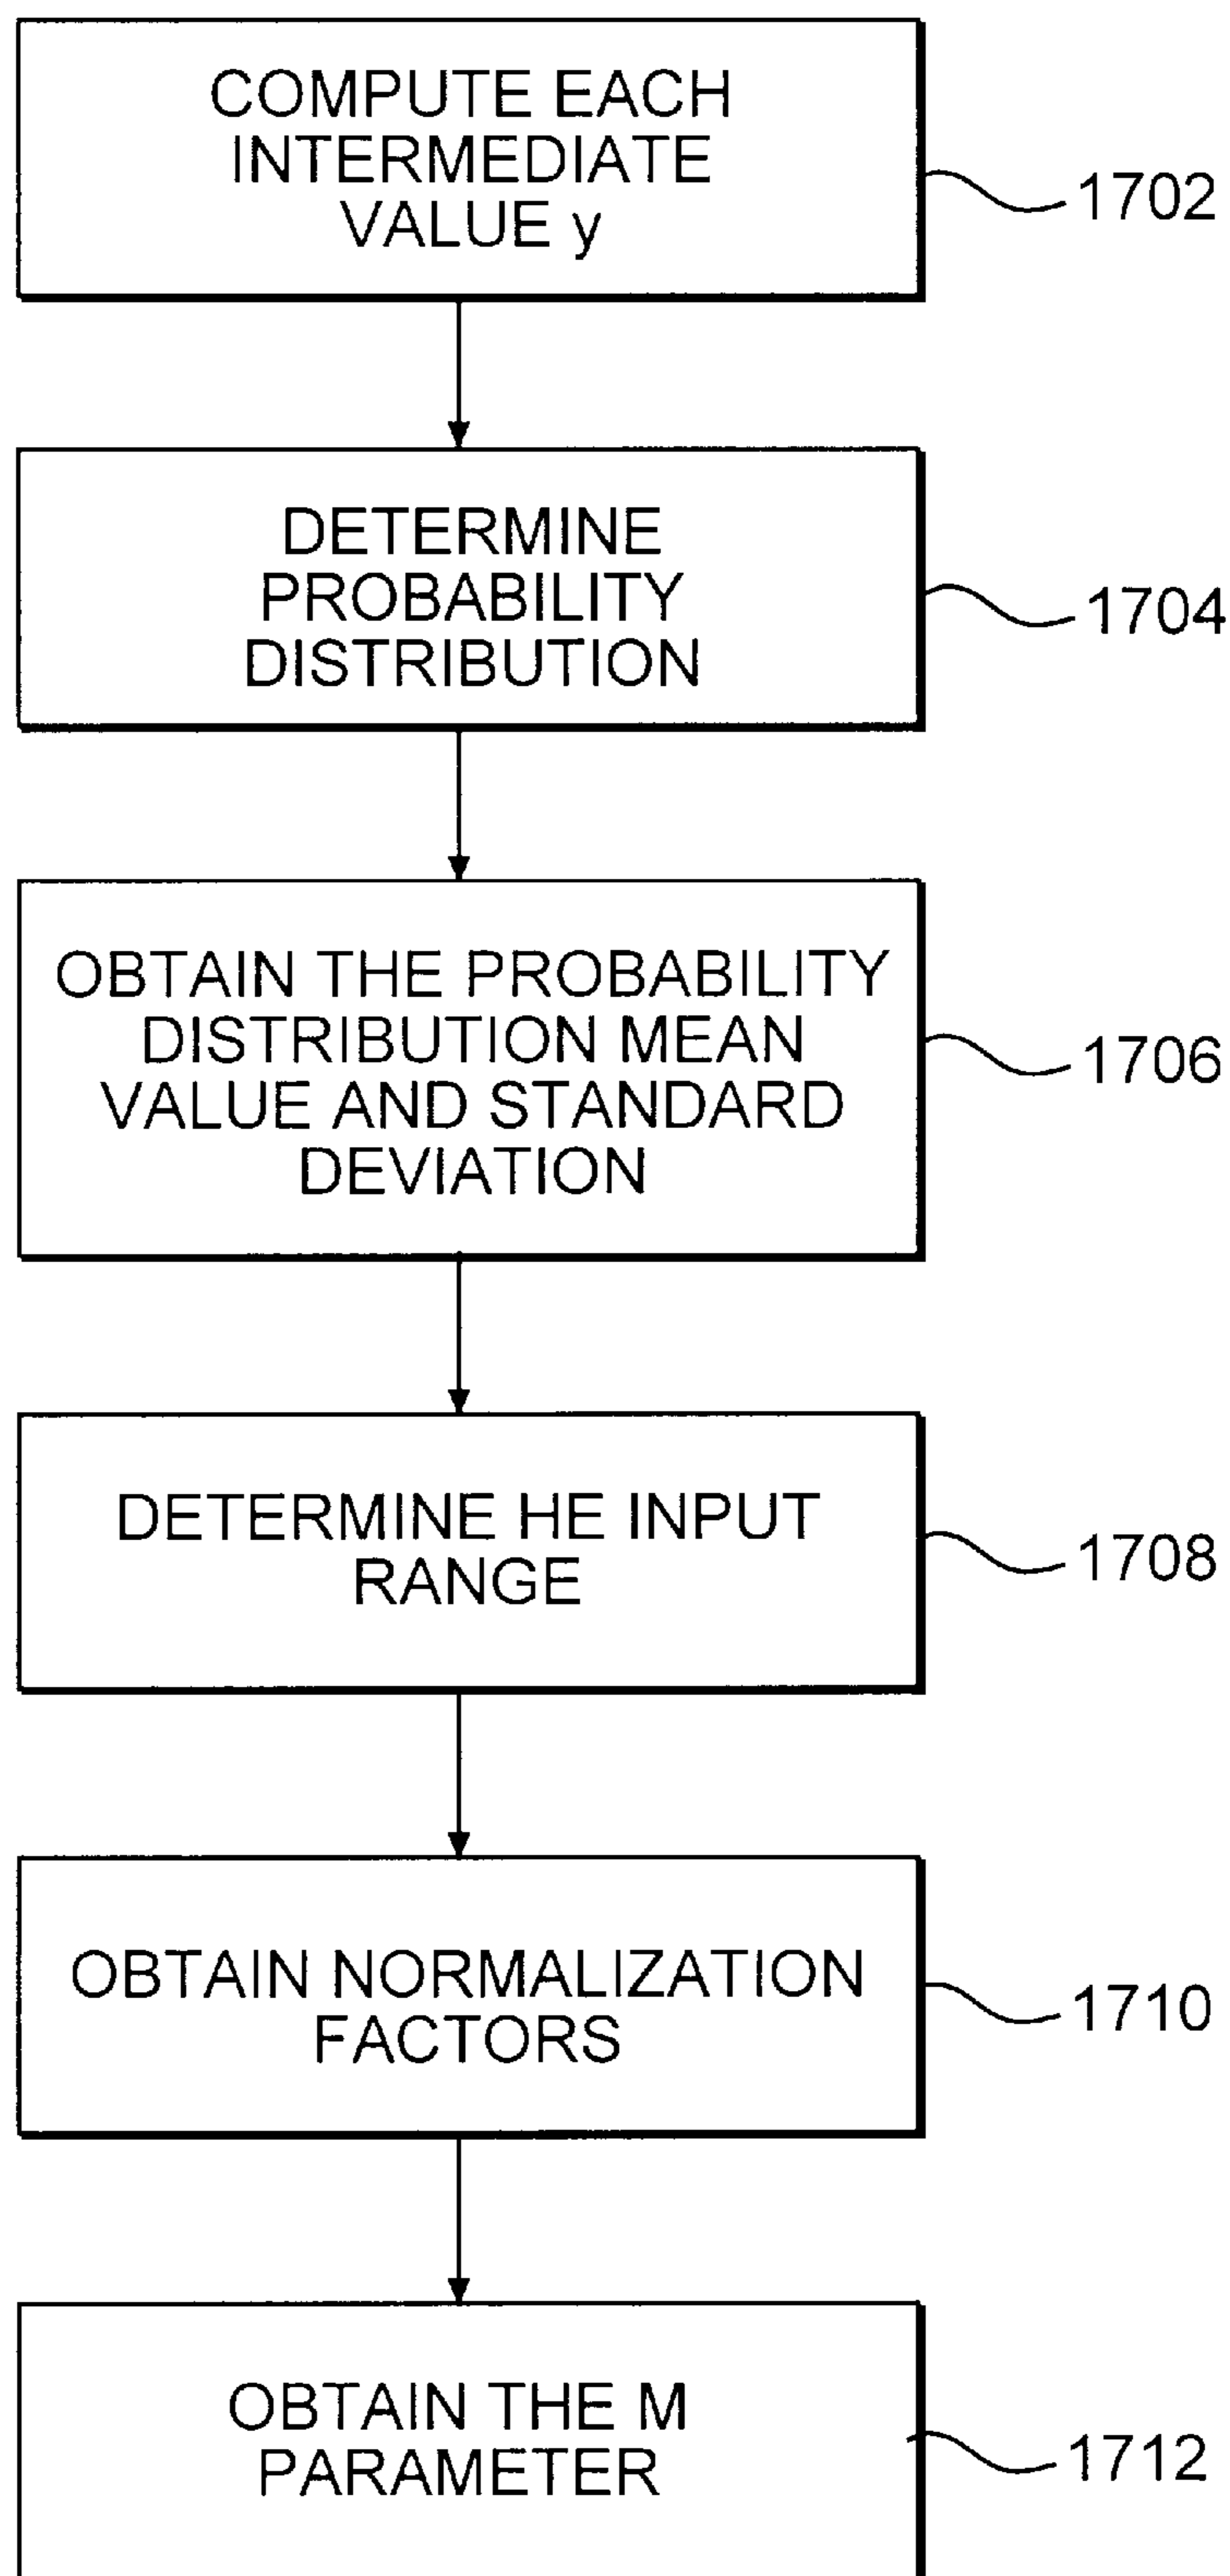 COMPUTE EACH
INTERMEDIATE
VALUE y
1702
DETERMINE
PROBABILITY
DISTRIBUTION
1704
OBTAIN THE PROBABILITY
DISTRIBUTION MEAN
VALUE AND STANDARD
DEVIATION
1706
DETERMINE HE INPUT
RANGE
1708
OBTAIN NORMALIZATION
FACTORS
1710
OBTAIN THE M
PARAMETER
1712